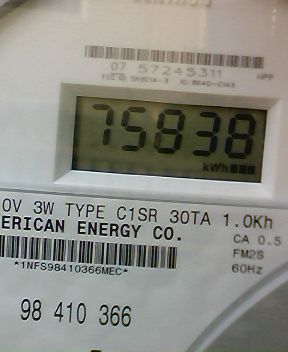 07 57245311
HPP
75838
kWh
0V 3W TYPE C1SR 30TA 1.0Kh
ERICAN ENERGY CO.
CA 0.5
FM2S
60Hz
*1NFS98410366MEC*
98 410 366